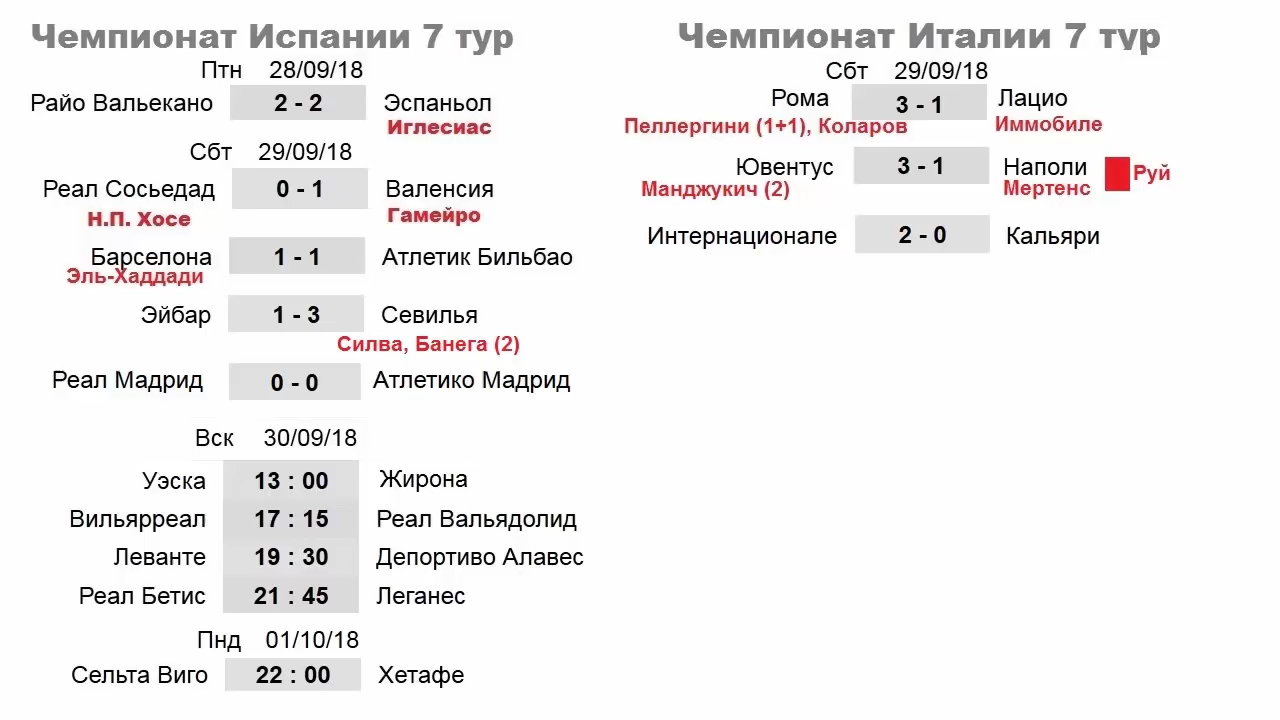 Чемпионат Испании 7 тур
Птн 28/09/18
Райо Вальекано 2 - 2 Эспаньол
Иглесиас
Сбт 29/09/18
Реал Сосьедад 0 - 1 Валенсия
Н.П. Хосе Гамейро
Барселона 1 - 1 Атлетик Бильбао
Эль-Хаддади
Эйбар 1 - 3 Севилья
Силва, Банега (2)
Реал Мадрид 0 - 0 Атлетико Мадрид
Вск 30/09/18
Уэска 13 : 00 Жирона
Вильярреал 17 : 15 Реал Вальядолид
Леванте 19 : 30 Депортиво Алавес
Реал Бетис 21 : 45 Леганес
Пнд 01/10/18
Сельта Виго 22 : 00 Хетафе
Чемпионат Италии 7 тур
Сбт 29/09/18
Рома 3 - 1 Лацио
Пеллергини (1+1), Коларов Иммобиле
Ювентус 3 - 1 Наполи Руй
Манджукич (2) Мертенс
Интернационале 2 - 0 Кальяри